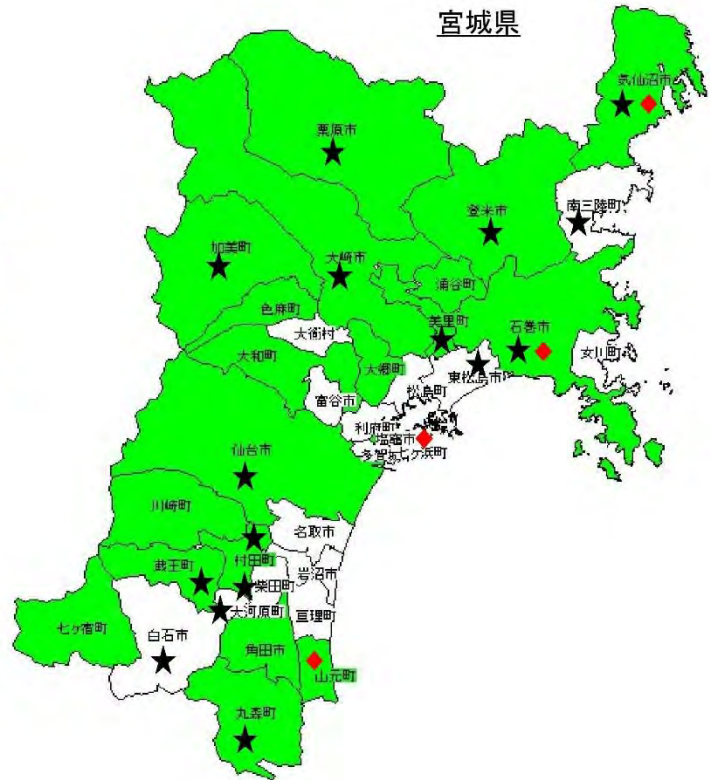 宮城県
気仙沼市
栗原市
南三陸町
登米市
加美町
大崎市
涌谷町
色麻町
美里町
石巻市
大衡村
大和町
大郷町
女川町
東松島市
松島町
富谷市
利府町
塩竈市
多賀城
七ヶ浜町
仙台市
川崎町
名取市
村田町
蔵王町
岩沼市
柴田町
大河原町
亘理町
七ヶ宿町
白石市
角田市
山元町
丸森町